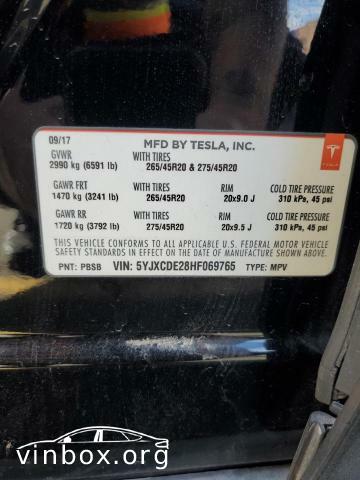 09/17 MFD BY TESLA, INC.
GVWR WITH TIRES
2990 kg (6591 lb) 265/45R20 & 275/45R20
TESLA
GAWR FRT WITH TIRES RIM COLD TIRE PRESSURE
1470 kg (3241 lb) 265/45R20 20x9.0 J 310 kPa, 45 psi
GAWR RR WITH TIRES RIM COLD TIRE PRESSURE
1720 kg (3792 lb) 275/45R20 20x9.5 J 310 kPa, 45 psi
THIS VEHICLE CONFORMS TO ALL APPLICABLE U.S. FEDERAL MOTOR VEHICLE
SAFETY STANDARDS IN EFFECT ON THE DATE OF MANUFACTURE SHOWN ABOVE.
PNT: PBSB VIN: 5YJXCDE28HF069765 TYPE: MPV
vinbox.org